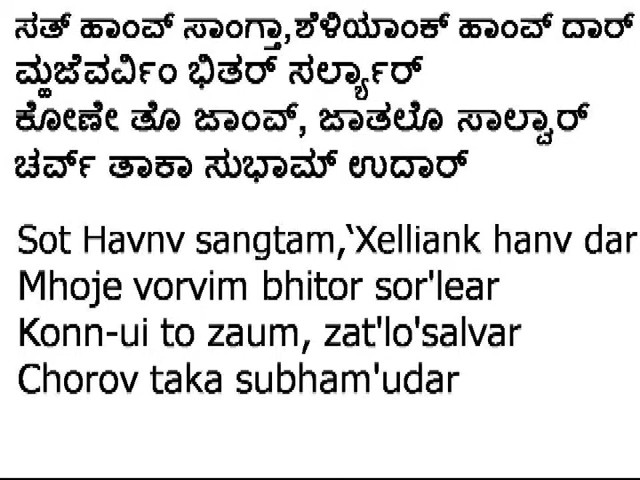 ಸತ್ ಹಾಂವ್ ಸಾಂಗ್ತಾ,ಶೆಳಿಯಾಂಕ್ ಹಾಂವ್ ದಾರ್
ಮ್ಹಜೆವರ್ವಿಂ ಭಿತರ್ ಸರ್ಲ್ಯಾರ್
ಕೋಣೀ ತೊ ಜಾಂವ್, ಜಾತಲೊ ಸಾಲ್ವಾರ್
ಚರ್ವ್ ತಾಕಾ ಸುಭಾಮ್ ಉದಾರ್
Sot Havnv sangtam,‘Xelliank hanv dar
Mhoje vorvim bhitor sor'lear
Konn-ui to zaum, zat'lo'salvar
Chorov taka subham'udar